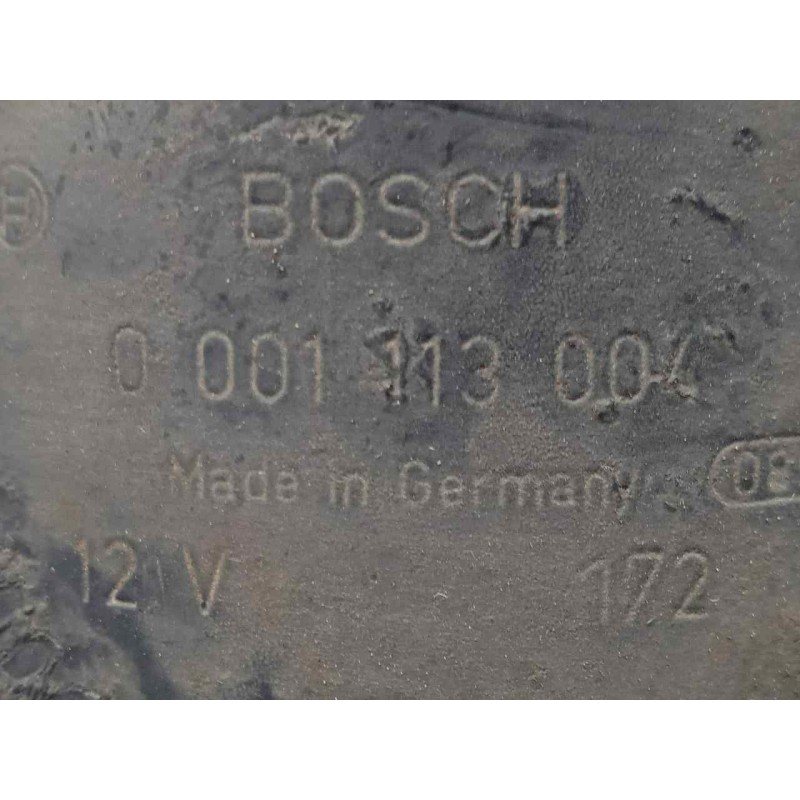 BOSCH
0 001 113 004
Made in Germany
12 V 172